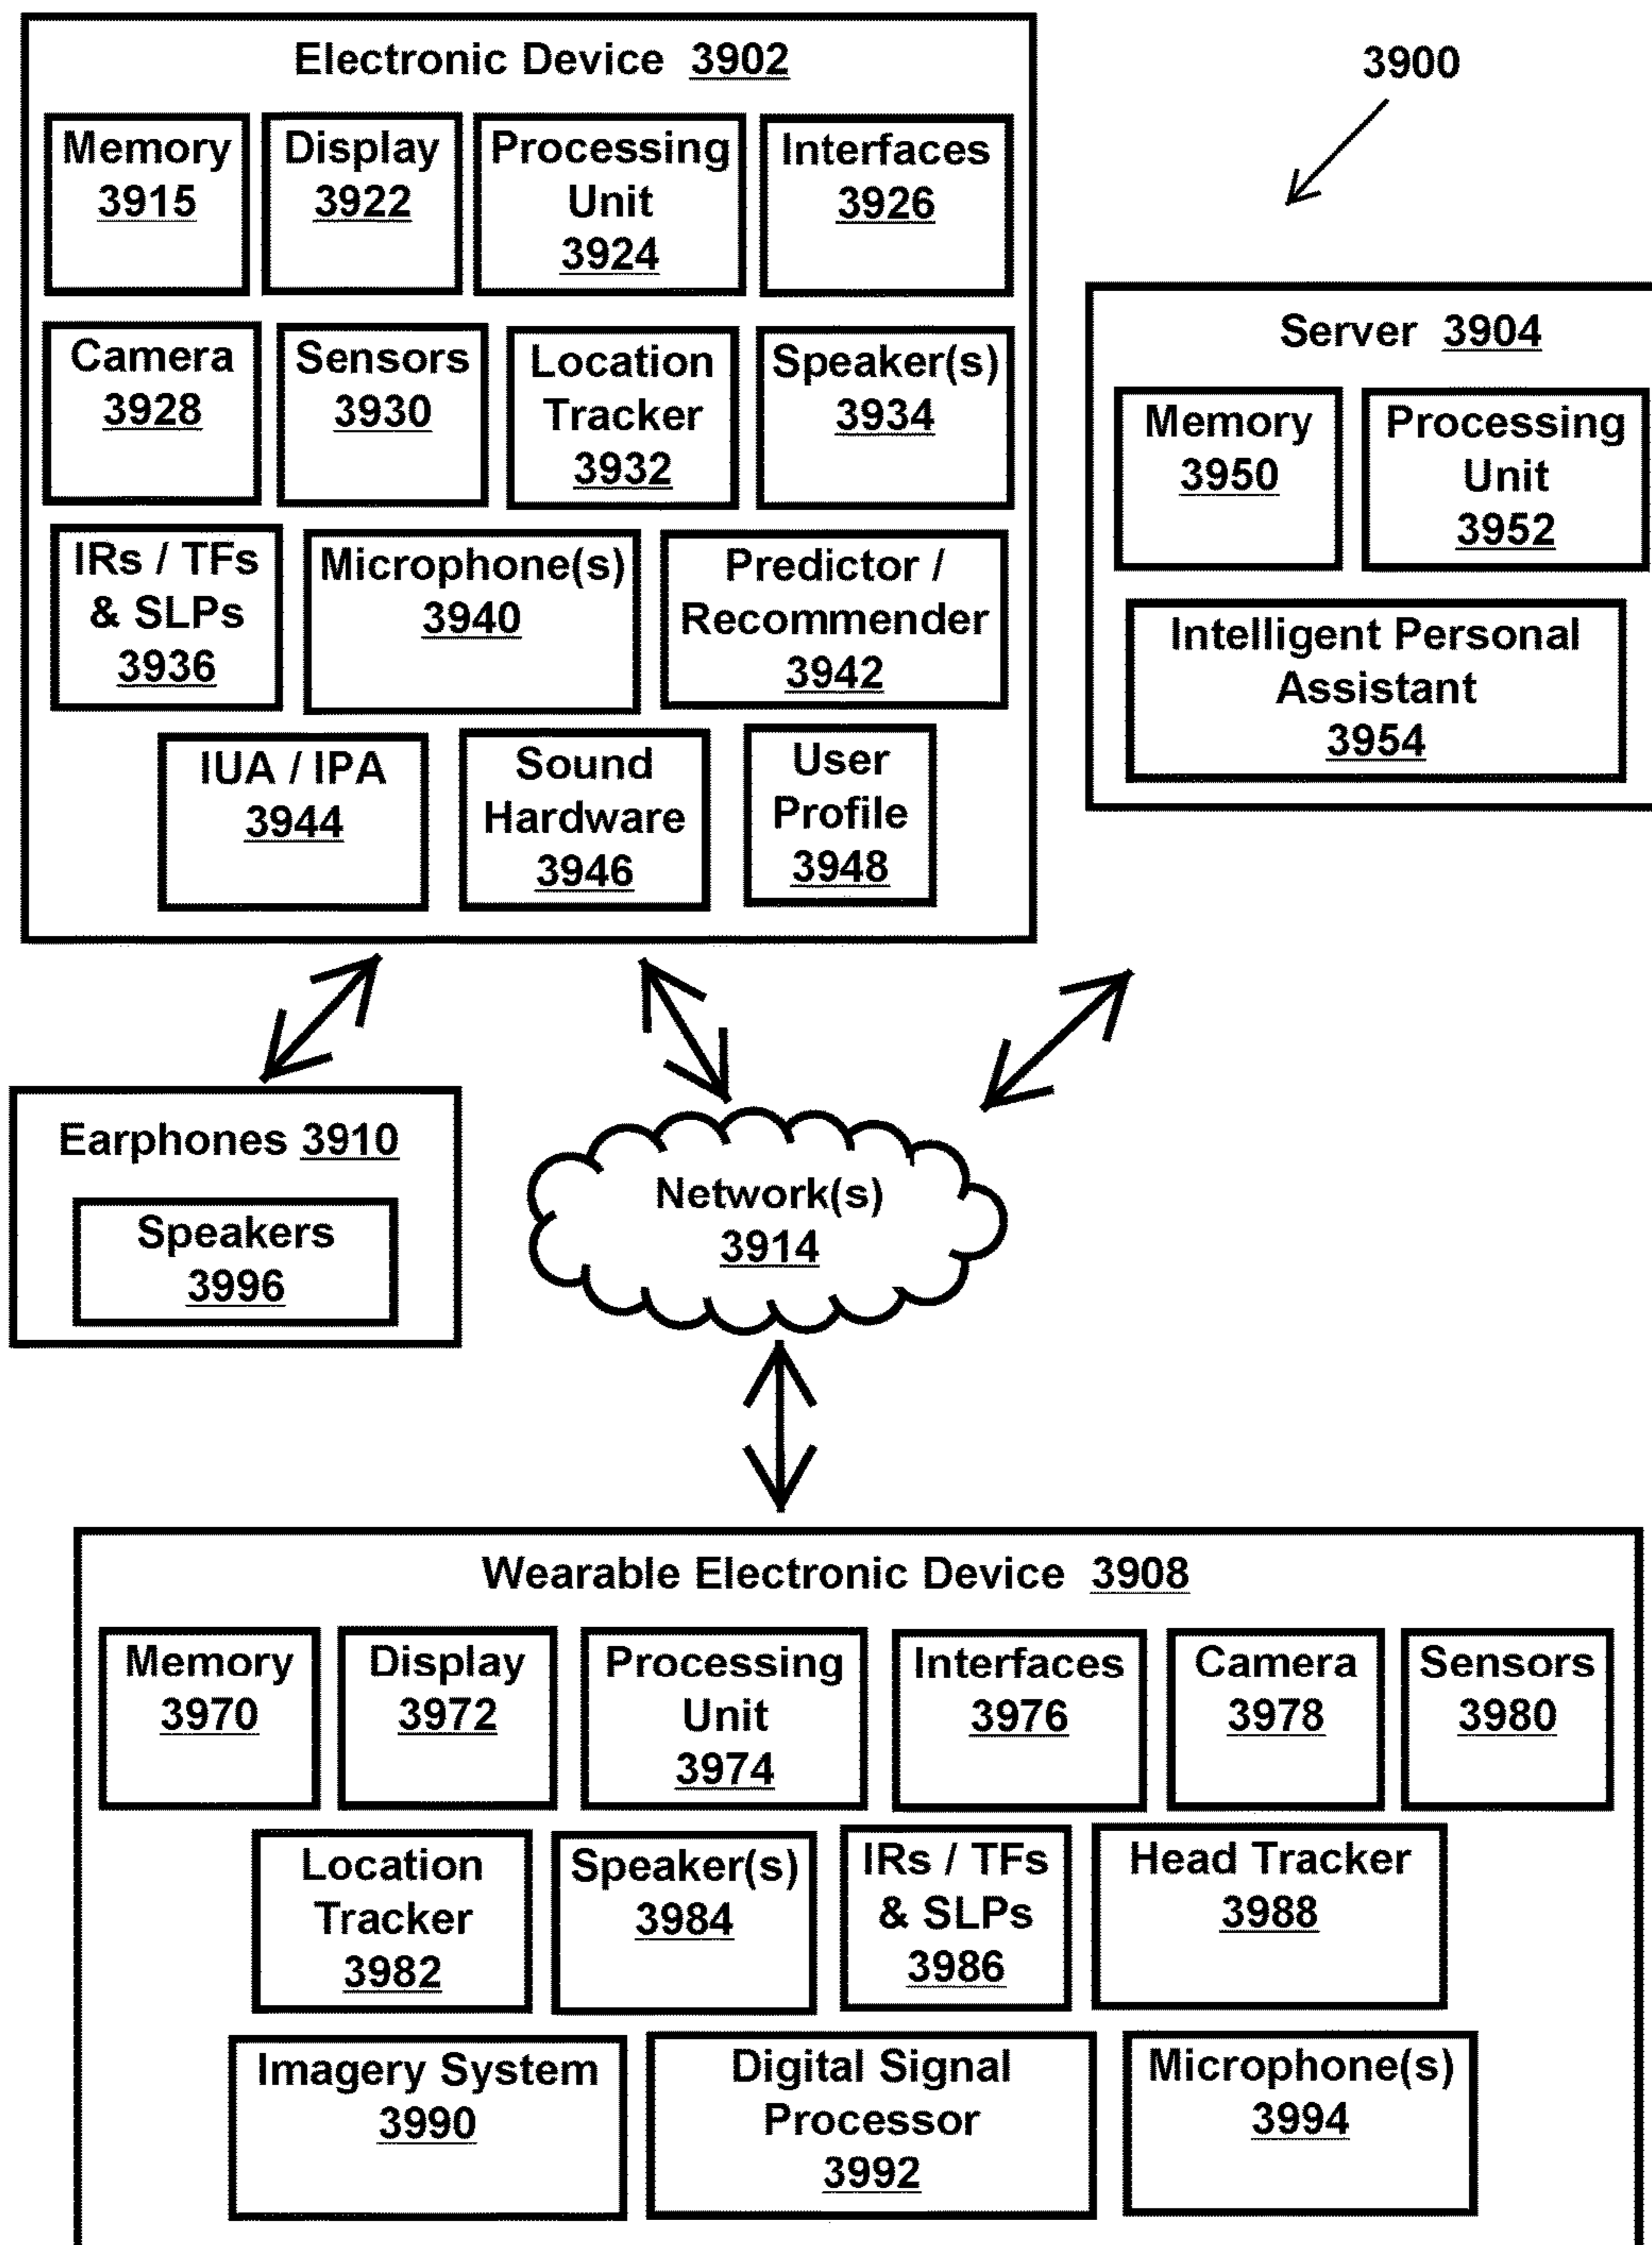 Electronic Device 3902
3900
Memory
3915
Display
3922
Processing
Unit
3924
Interfaces
3926
Camera
3928
Sensors
3930
Location
Tracker
3932
Speaker(s)
3934
IRs / TFs
& SLPs
3936
Microphone(s)
3940
Predictor /
Recommender
3942
IUA / IPA
3944
Sound
Hardware
3946
User
Profile
3948
Server 3904
Memory
3950
Processing
Unit
3952
Intelligent Personal
Assistant
3954
Earphones 3910
Speakers
3996
Network(s)
3914
Wearable Electronic Device 3908
Memory
3970
Display
3972
Processing
Unit
3974
Interfaces
3976
Camera
3978
Sensors
3980
Location
Tracker
3982
Speaker(s)
3984
IRs / TFs
& SLPs
3986
Head Tracker
3988
Imagery System
3990
Digital Signal
Processor
3992
Microphone(s)
3994